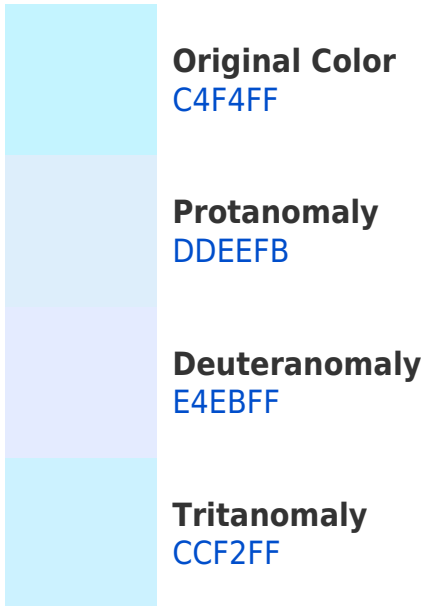 Original Color
C4F4FF
Protanomaly
DDEEFB
Deuteranomaly
E4EBFF
Tritanomaly
CCF2FF